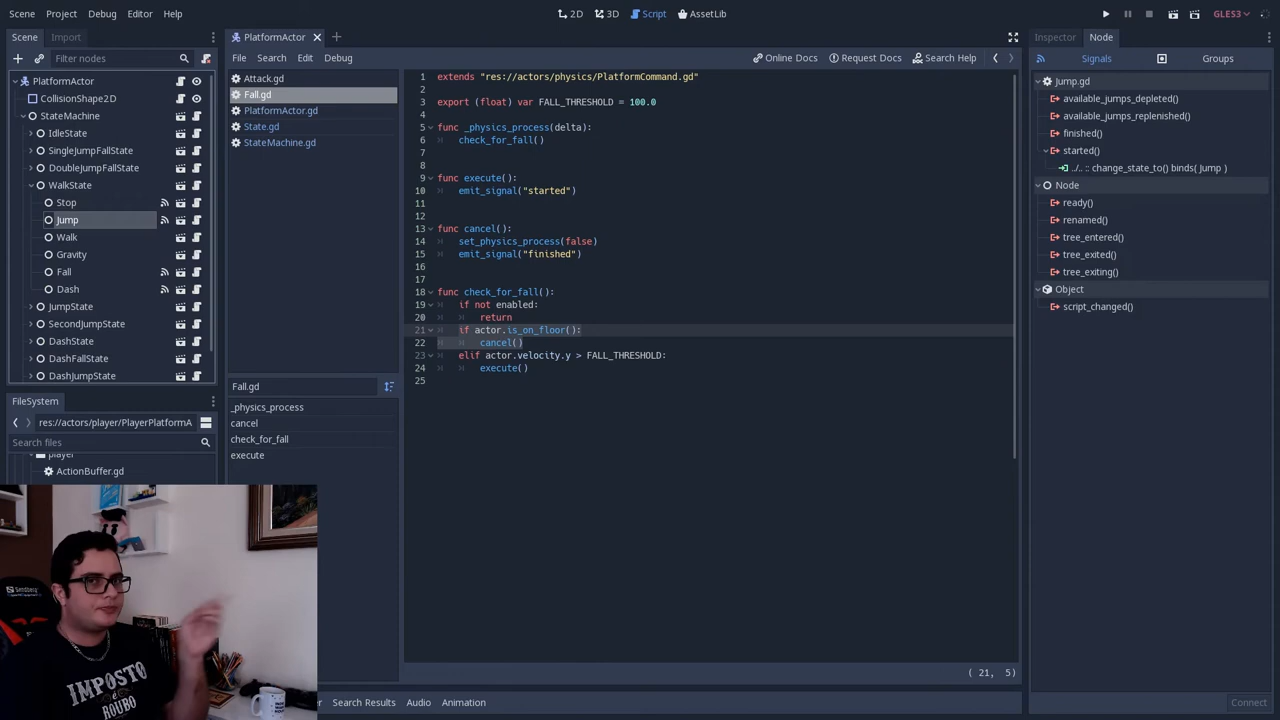 Scene Project Debug Editor Help
2D 3D Script AssetLib
GLES3
Scene Import
Filter nodes
PlatformActor
CollisionShape2D
StateMachine
IdleState
SingleJumpFallState
DoubleJumpFallState
WalkState
Stop
Jump
Walk
Gravity
Fall
Dash
JumpState
SecondJumpState
DashState
DashFallState
DashJumpState
FileSystem
res://actors/player/PlayerPlatformA
Search files
player
ActionBuffer.gd
PlatformActor
File Search Edit Go To Debug
Online Docs Request Docs Search Help
Attack.gd
Fall.gd
PlatformActor.gd
State.gd
StateMachine.gd
Fall.gd
_physics_process
cancel
check_for_fall
execute
1 extends "res://actors/physics/PlatformCommand.gd"
2
3 export (float) var FALL_THRESHOLD = 100.0
4
5 func _physics_process(delta):
6 check_for_fall()
7
8
9 func execute():
10 emit_signal("started")
11
12
13 func cancel():
14 set_physics_process(false)
15 emit_signal("finished")
16
17
18 func check_for_fall():
19 if not enabled:
20 return
21 if actor.is_on_floor():
22 cancel()
23 elif actor.velocity.y > FALL_THRESHOLD:
24 execute()
25
( 21, 5)
Search Results Audio Animation
Inspector Node
Signals Groups
Jump.gd
available_jumps_depleted()
available_jumps_replenished()
finished()
started()
../.. :: change_state_to() binds( Jump )
Node
ready()
renamed()
tree_entered()
tree_exited()
tree_exiting()
Object
script_changed()
Connect
IMPOSTO
é
ROUBO